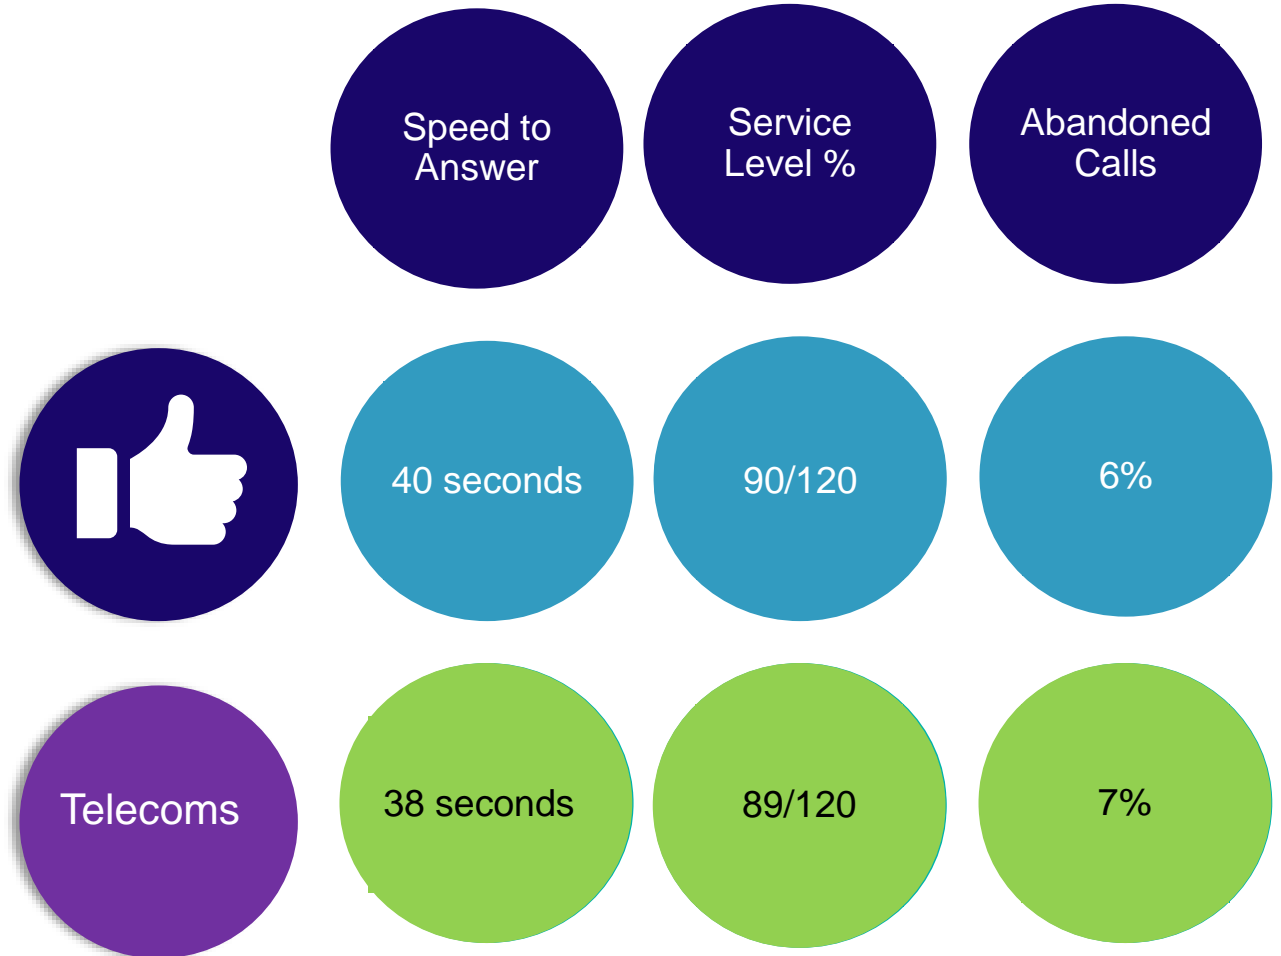 Speed to
Answer
Service
Level %
Abandoned
Calls
40 seconds
90/120
6%
Telecoms
38 seconds
89/120
7%